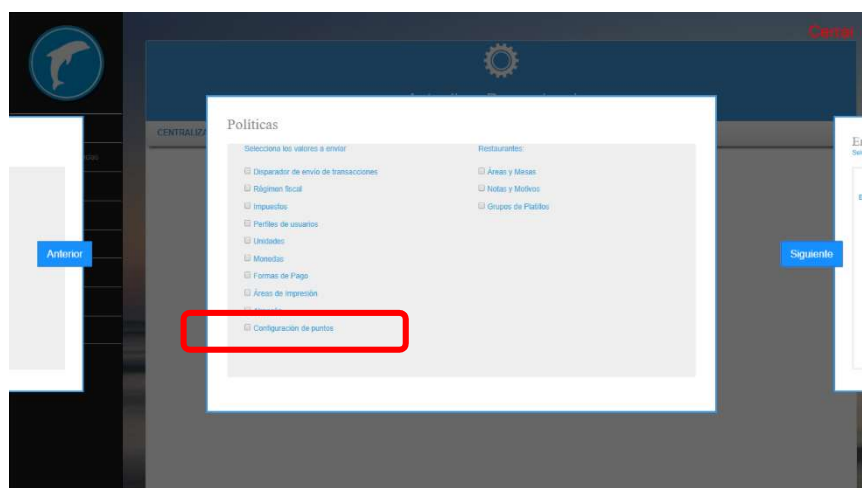 Cerrar
CENTRALIZA
Políticas
Selecciona los valores a enviar
Restaurantes:
Disparador de envío de transacciones
Régimen fiscal
Impuestos
Perfiles de usuarios
Unidades
Monedas
Formas de Pago
Áreas de Impresión
Configuración de puntos
Áreas y Mesas
Notas y Motivos
Grupos de Platillos
Anterior
Siguiente